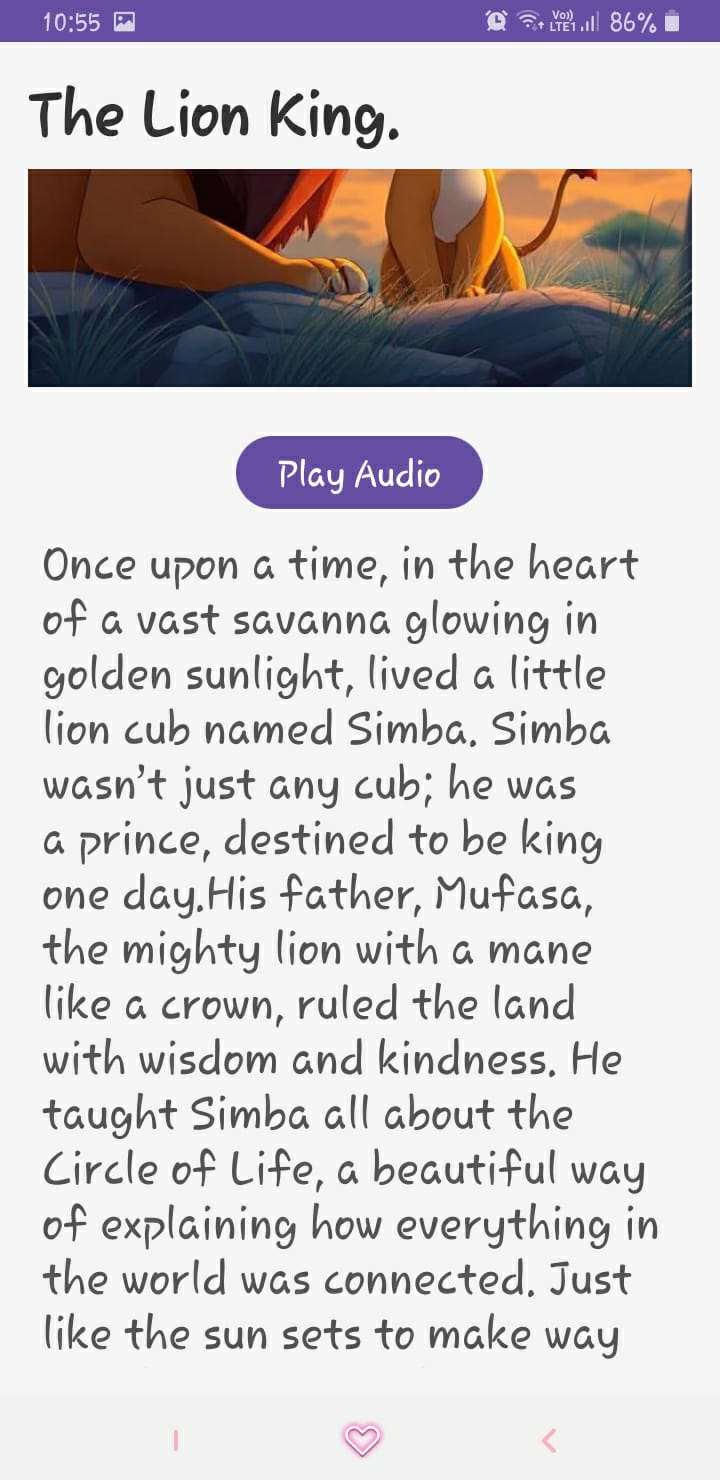 10:55
Vo))
LTE1
86%
The Lion King.
Play Audio
Once upon a time, in the heart
of a vast savanna glowing in
golden sunlight, lived a little
lion cub named Simba. Simba
wasn’t just any cub; he was
a prince, destined to be king
one day.His father, Mufasa,
the mighty lion with a mane
like a crown, ruled the land
with wisdom and kindness. He
taught Simba all about the
Circle of Life, a beautiful way
of explaining how everything in
the world was connected. Just
like the sun sets to make way